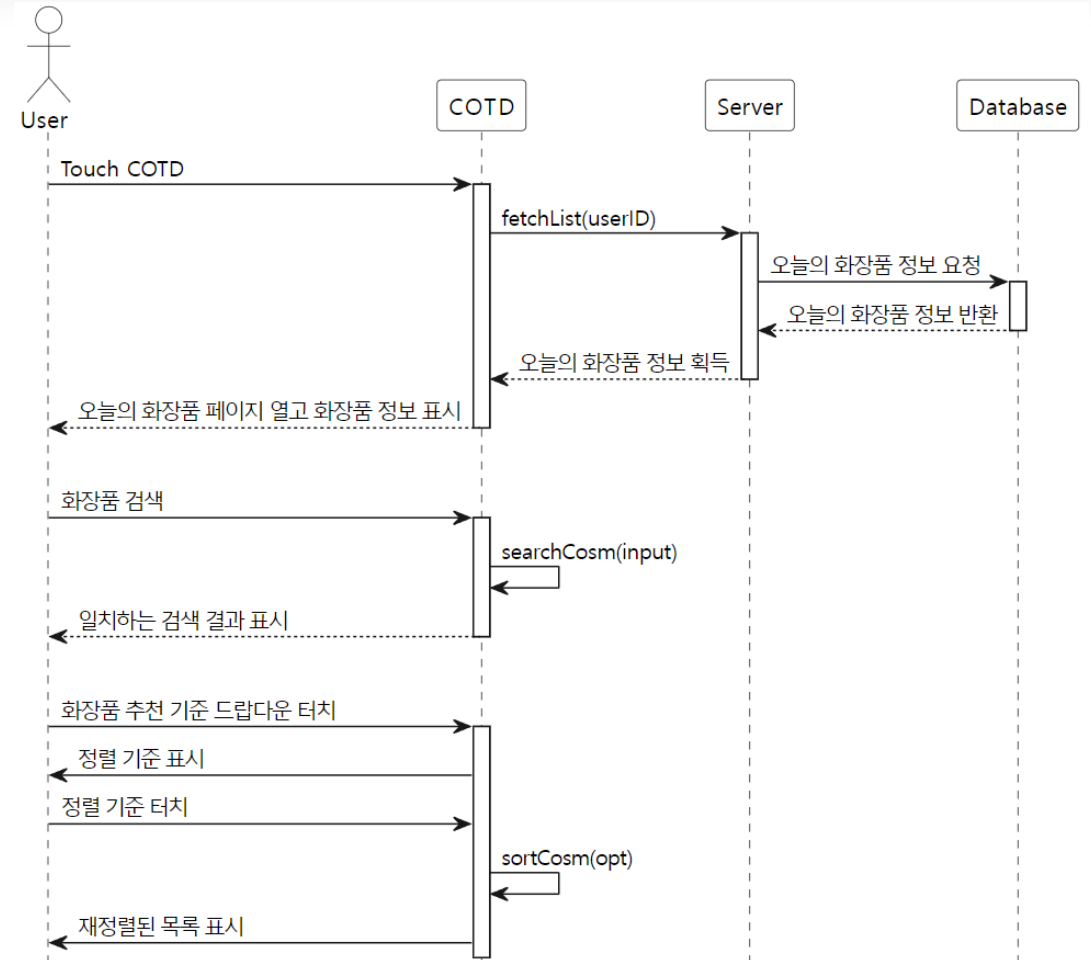 User
COTD
Server
Database
Touch COTD
fetchList(userID)
오늘의 화장품 정보 요청
오늘의 화장품 정보 반환
오늘의 화장품 정보 획득
오늘의 화장품 페이지 열고 화장품 정보 표시
화장품 검색
searchCosm(input)
일치하는 검색 결과 표시
화장품 추천 기준 드랍다운 터치
정렬 기준 표시
정렬 기준 터치
sortCosm(opt)
재정렬된 목록 표시